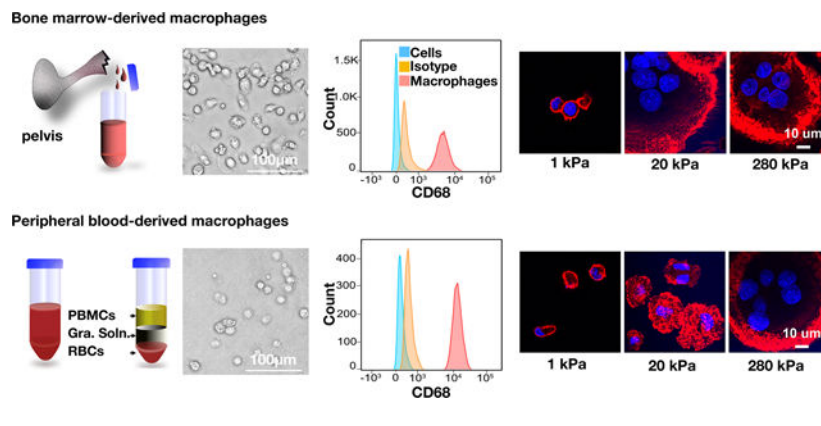 Bone marrow-derived macrophages
pelvis
100μm
Count
1.5K
1.0K
500
0
Cells
Isotype
Macrophages
-10³ 0 10³ 10⁴ 10⁵
CD68
10 um
1 kPa 20 kPa 280 kPa
Peripheral blood-derived macrophages
PBMCs
Gra. Soln.
RBCs
100μm
Count
400
300
200
100
0
-10³ 0 10³ 10⁴ 10⁵
CD68
10 um
1 kPa 20 kPa 280 kPa